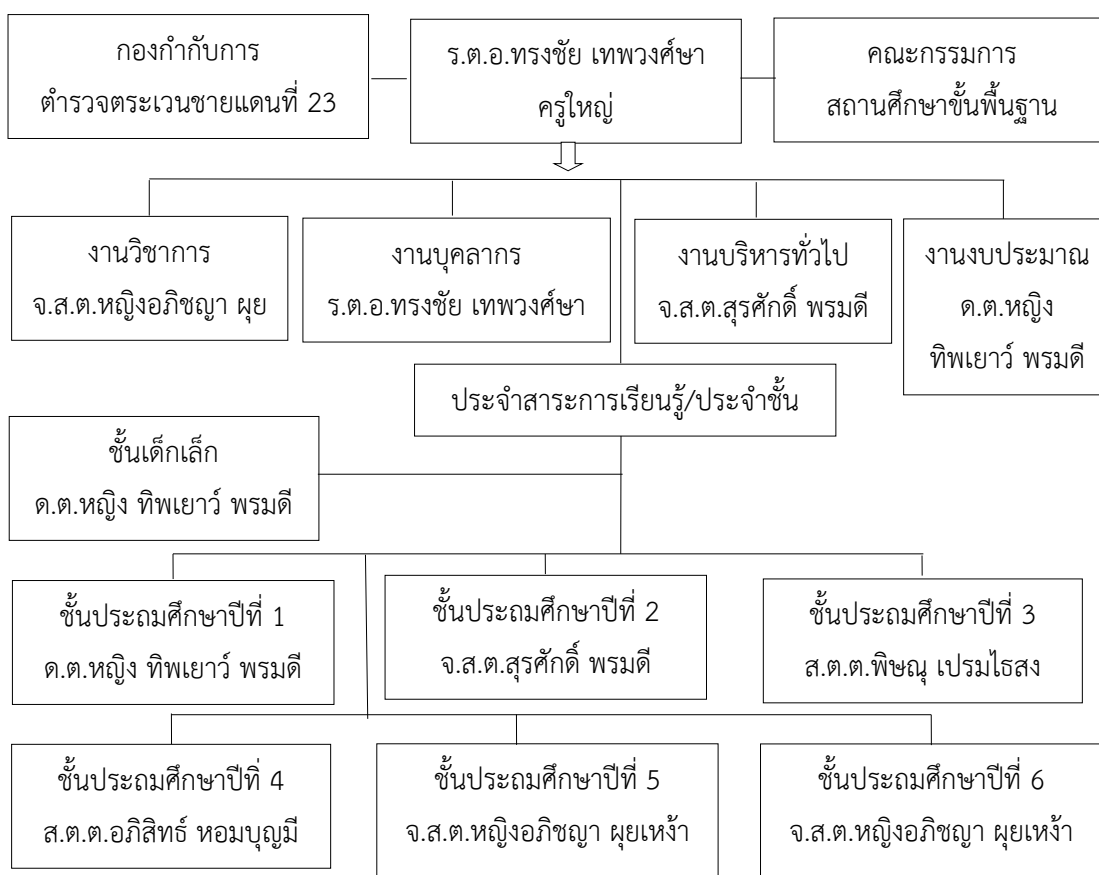 กองกำกับการ
ตำรวจตระเวนชายแดนที่ 23
ร.ต.อ.ทรงชัย เทพวงศ์ษา
ครูใหญ่
คณะกรรมการ
สถานศึกษาขั้นพื้นฐาน
งานวิชาการ
จ.ส.ต.หญิงอภิชญา ผุย
งานบุคลากร
ร.ต.อ.ทรงชัย เทพวงศ์ษา
งานบริหารทั่วไป
จ.ส.ต.สุรศักดิ์ พรมดี
งานงบประมาณ
ด.ต.หญิง
ทิพเยาว์ พรมดี
ประจำสาระการเรียนรู้/ประจำชั้น
ชั้นเด็กเล็ก
ด.ต.หญิง ทิพเยาว์ พรมดี
ชั้นประถมศึกษาปีที่ 1
ด.ต.หญิง ทิพเยาว์ พรมดี
ชั้นประถมศึกษาปีที่ 2
จ.ส.ต.สุรศักดิ์ พรมดี
ชั้นประถมศึกษาปีที่ 3
ส.ต.ต.พิษณุ เปรมไธสง
ชั้นประถมศึกษาปีที่ 4
ส.ต.ต.อภิสิทธ์ หอมบุญมี
ชั้นประถมศึกษาปีที่ 5
จ.ส.ต.หญิงอภิชญา ผุยเหง้า
ชั้นประถมศึกษาปีที่ 6
จ.ส.ต.หญิงอภิชญา ผุยเหง้า